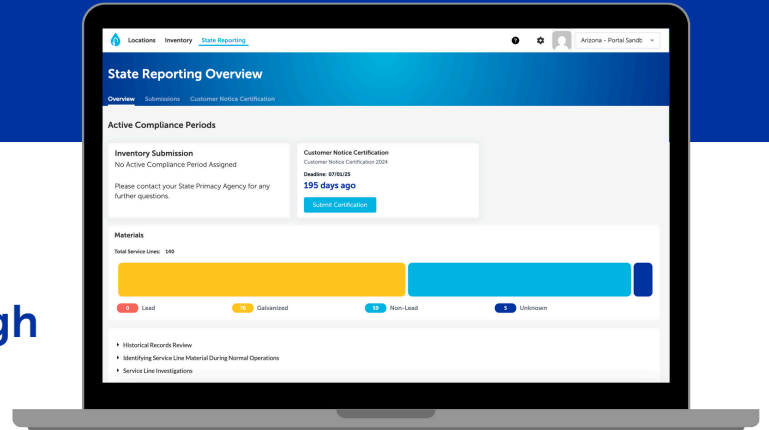 Locations Inventory State Reporting
Arizona - Portal Sandb
State Reporting Overview
Overview Submissions Customer Notice Certification
Active Compliance Periods
Inventory Submission
No Active Compliance Period Assigned
Please contact your State Primacy Agency for any
further questions.
Customer Notice Certification
Customer Notice Certification 2024
Deadline: 07/01/25
195 days ago
Submit Certification
Materials
Total Service Lines: 140
0 Lead 76 Galvanized 59 Non-Lead 5 Unknown
gh
Historical Records Review
Identifying Service Line Material During Normal Operations
Service Line Investigations